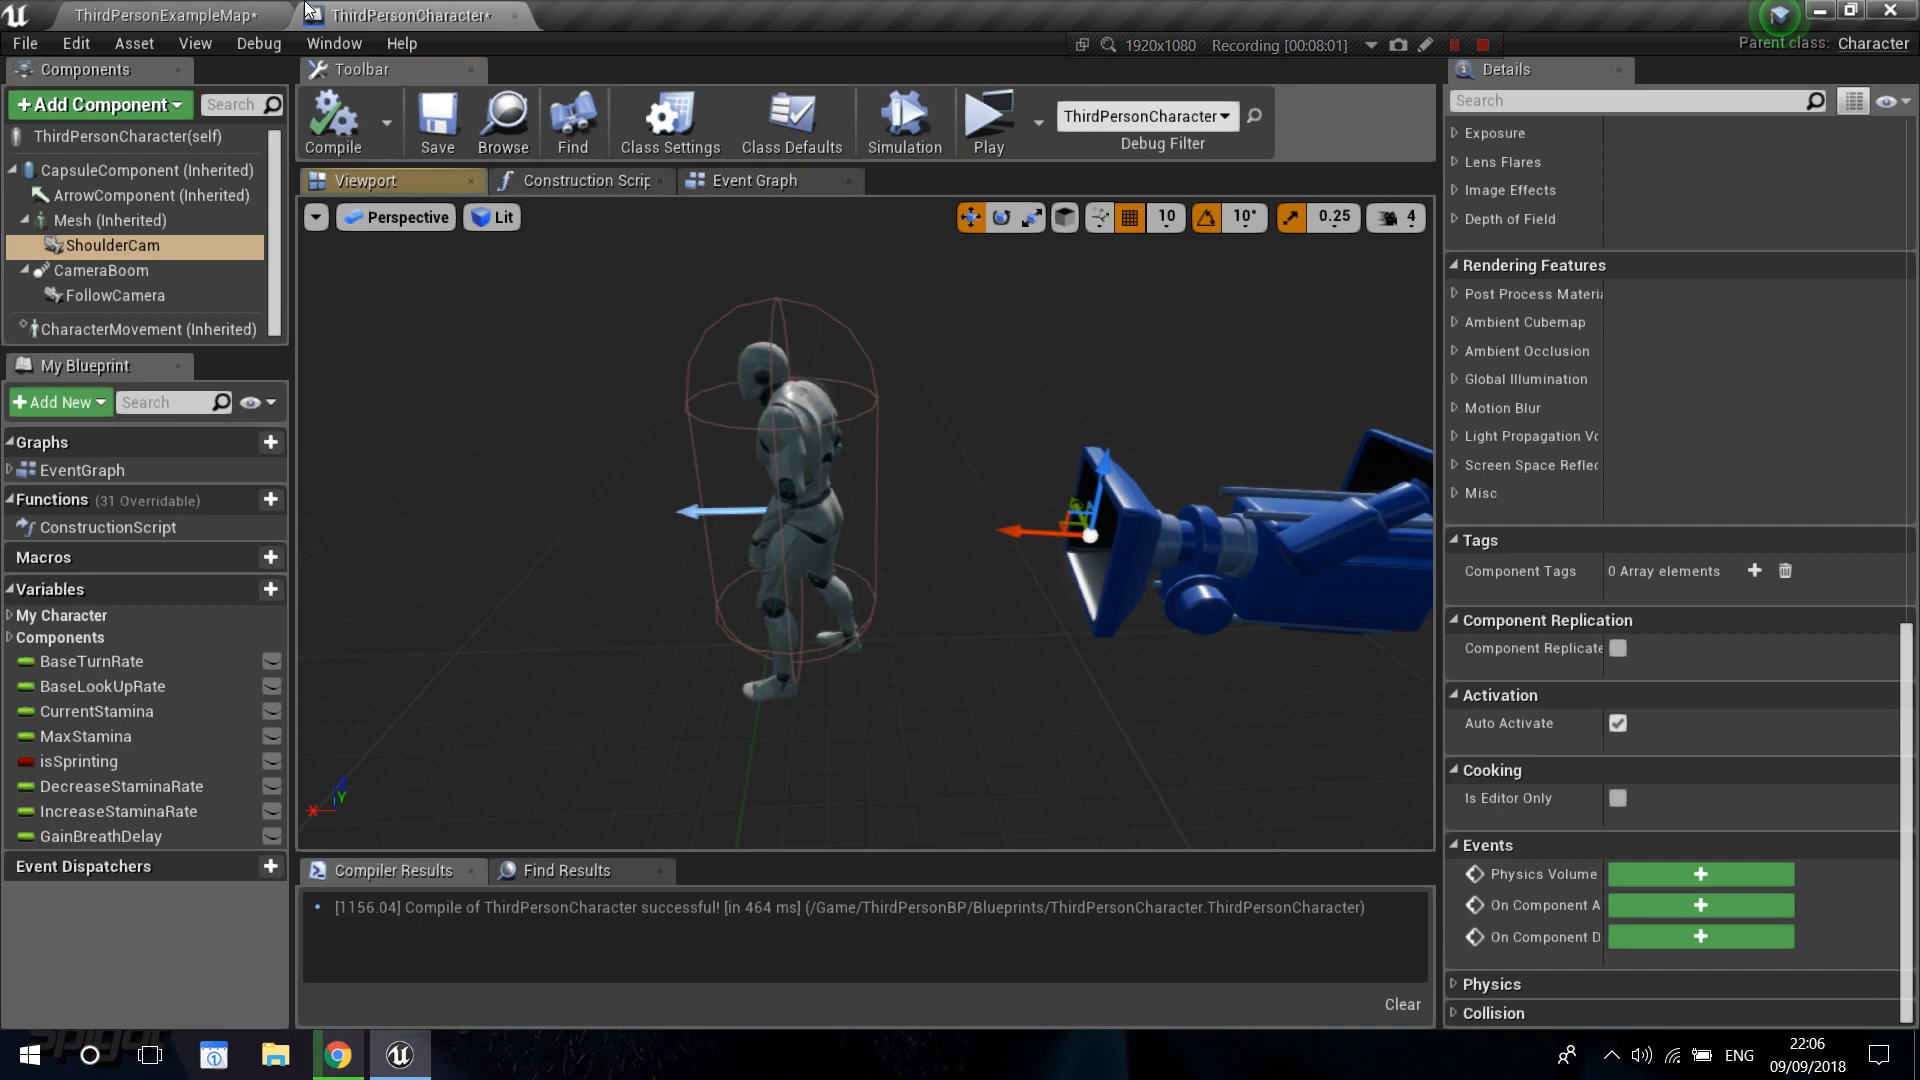 ThirdPersonExampleMap*
ThirdPersonCharacter*
File Edit Asset View Debug Window Help
1920x1080 Recording [00:08:01]
Parent class: Character
Components
Toolbar
Details
+Add Component
Search
ThirdPersonCharacter(self)
CapsuleComponent (Inherited)
ArrowComponent (Inherited)
Mesh (Inherited)
ShoulderCam
CameraBoom
FollowCamera
CharacterMovement (Inherited)
My Blueprint
+Add New
Search
Graphs
EventGraph
Functions (31 Overridable)
ConstructionScript
Macros
Variables
My Character
Components
BaseTurnRate
BaseLookUpRate
CurrentStamina
MaxStamina
isSprinting
DecreaseStaminaRate
IncreaseStaminaRate
GainBreathDelay
Event Dispatchers
Compile
Save
Browse
Find
Class Settings
Class Defaults
Simulation
Play
ThirdPersonCharacter
Debug Filter
Viewport
Construction Scrip
Event Graph
Perspective
Lit
10
10°
0.25
4
X
Y
Compiler Results
Find Results
[1156.04] Compile of ThirdPersonCharacter successful! [in 464 ms] (/Game/ThirdPersonBP/Blueprints/ThirdPersonCharacter.ThirdPersonCharacter)
Clear
Search
Exposure
Lens Flares
Image Effects
Depth of Field
Rendering Features
Post Process Materia
Ambient Cubemap
Ambient Occlusion
Global Illumination
Motion Blur
Light Propagation Vo
Screen Space Reflec
Misc
Tags
Component Tags 0 Array elements
Component Replication
Component Replicate
Activation
Auto Activate
Cooking
Is Editor Only
Events
Physics Volume
On Component A
On Component D
Physics
Collision
ENG
22:06
09/09/2018